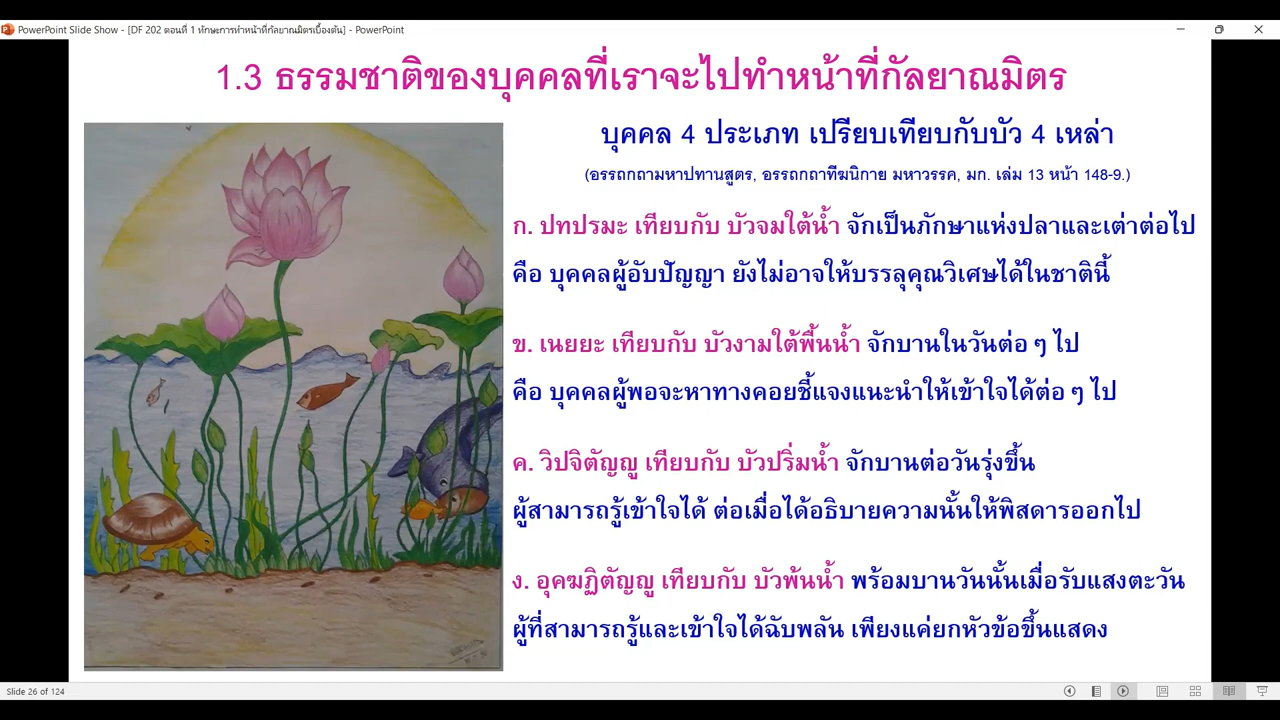 PowerPoint Slide Show - [DF 202 ตอนที่ 1 ทักษะการทำหน้าที่กัลยาณมิตรเบื้องต้น] - PowerPoint
1.3 ธรรมชาติของบุคคลที่เราจะไปทำหน้าที่กัลยาณมิตร
บุคคล 4 ประเภท เปรียบเทียบกับบัว 4 เหล่า
(อรรถกถามหาปทานสูตร, อรรถกถาทีฆนิกาย มหาวรรค, มก. เล่ม 13 หน้า 148-9.)
ก. ปทปรมะ เทียบกับ บัวจมใต้น้ำ จักเป็นภักษาแห่งปลาและเต่าต่อไป
คือ บุคคลผู้อับปัญญา ยังไม่อาจให้บรรลุคุณวิเศษได้ในชาตินี้
ข. เนยยะ เทียบกับ บัวงามใต้พื้นน้ำ จักบานในวันต่อ ๆ ไป
คือ บุคคลผู้พอจะหาทางคอยชี้แจงแนะนำให้เข้าใจได้ต่อ ๆ ไป
ค. วิปจิตัญญู เทียบกับ บัวปริ่มน้ำ จักบานต่อวันรุ่งขึ้น
ผู้สามารถรู้เข้าใจได้ ต่อเมื่อได้อธิบายความนั้นให้พิสดารออกไป
ง. อุคฆฏิตัญญู เทียบกับ บัวพ้นน้ำ พร้อมบานวันนั้นเมื่อรับแสงตะวัน
ผู้ที่สามารถรู้และเข้าใจได้ฉับพลัน เพียงแค่ยกหัวข้อขึ้นแสดง
Slide 26 of 124